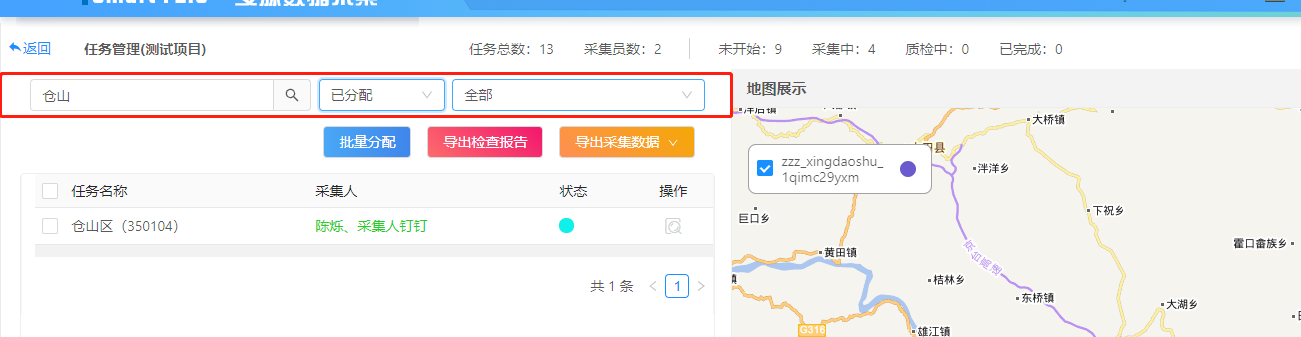 返回
任务管理(测试项目)
任务总数：13 采集员数：2 未开始：9 采集中：4 质检中：0 已完成：0
仓山 已分配 全部
地图展示
批量分配 导出检查报告 导出采集数据
任务名称 采集人 状态 操作
仓山区（350104） 陈烁、采集人钉钉
共 1 条 1
大桥镇
zzz_xingdaoshu_
1qimc29yxm
泮洋乡
巨口乡
下祝乡
黄田镇
霍口畲族乡
京台高速
桔林乡
东桥镇
大湖乡
G316
雄江镇